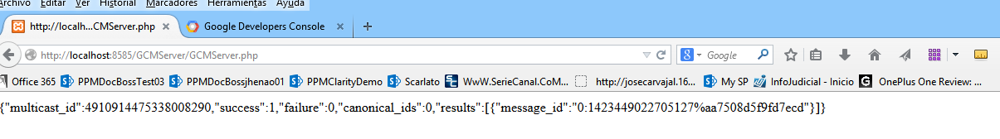 Archivo Editar Ver Historial Marcadores Herramientas Ayuda
http://localh...CMServer.php × Google Developers Console × +
http://localhost:8585/GCMServer/GCMServer.php Google
Office 365 PPMDocBossTest03 PPMDocBossjhenao01 PPMClarityDemo Scarlato WwW.SerieCanal.CoM... http://josecarvajal.16... My SP InfoJudicial - Inicio G OnePlus One Review: ...
{"multicast_id":4910914475338008290,"success":1,"failure":0,"canonical_ids":0,"results":[{"message_id":"0:1423449022705127%aa7508d5f9fd7ecd"}]}